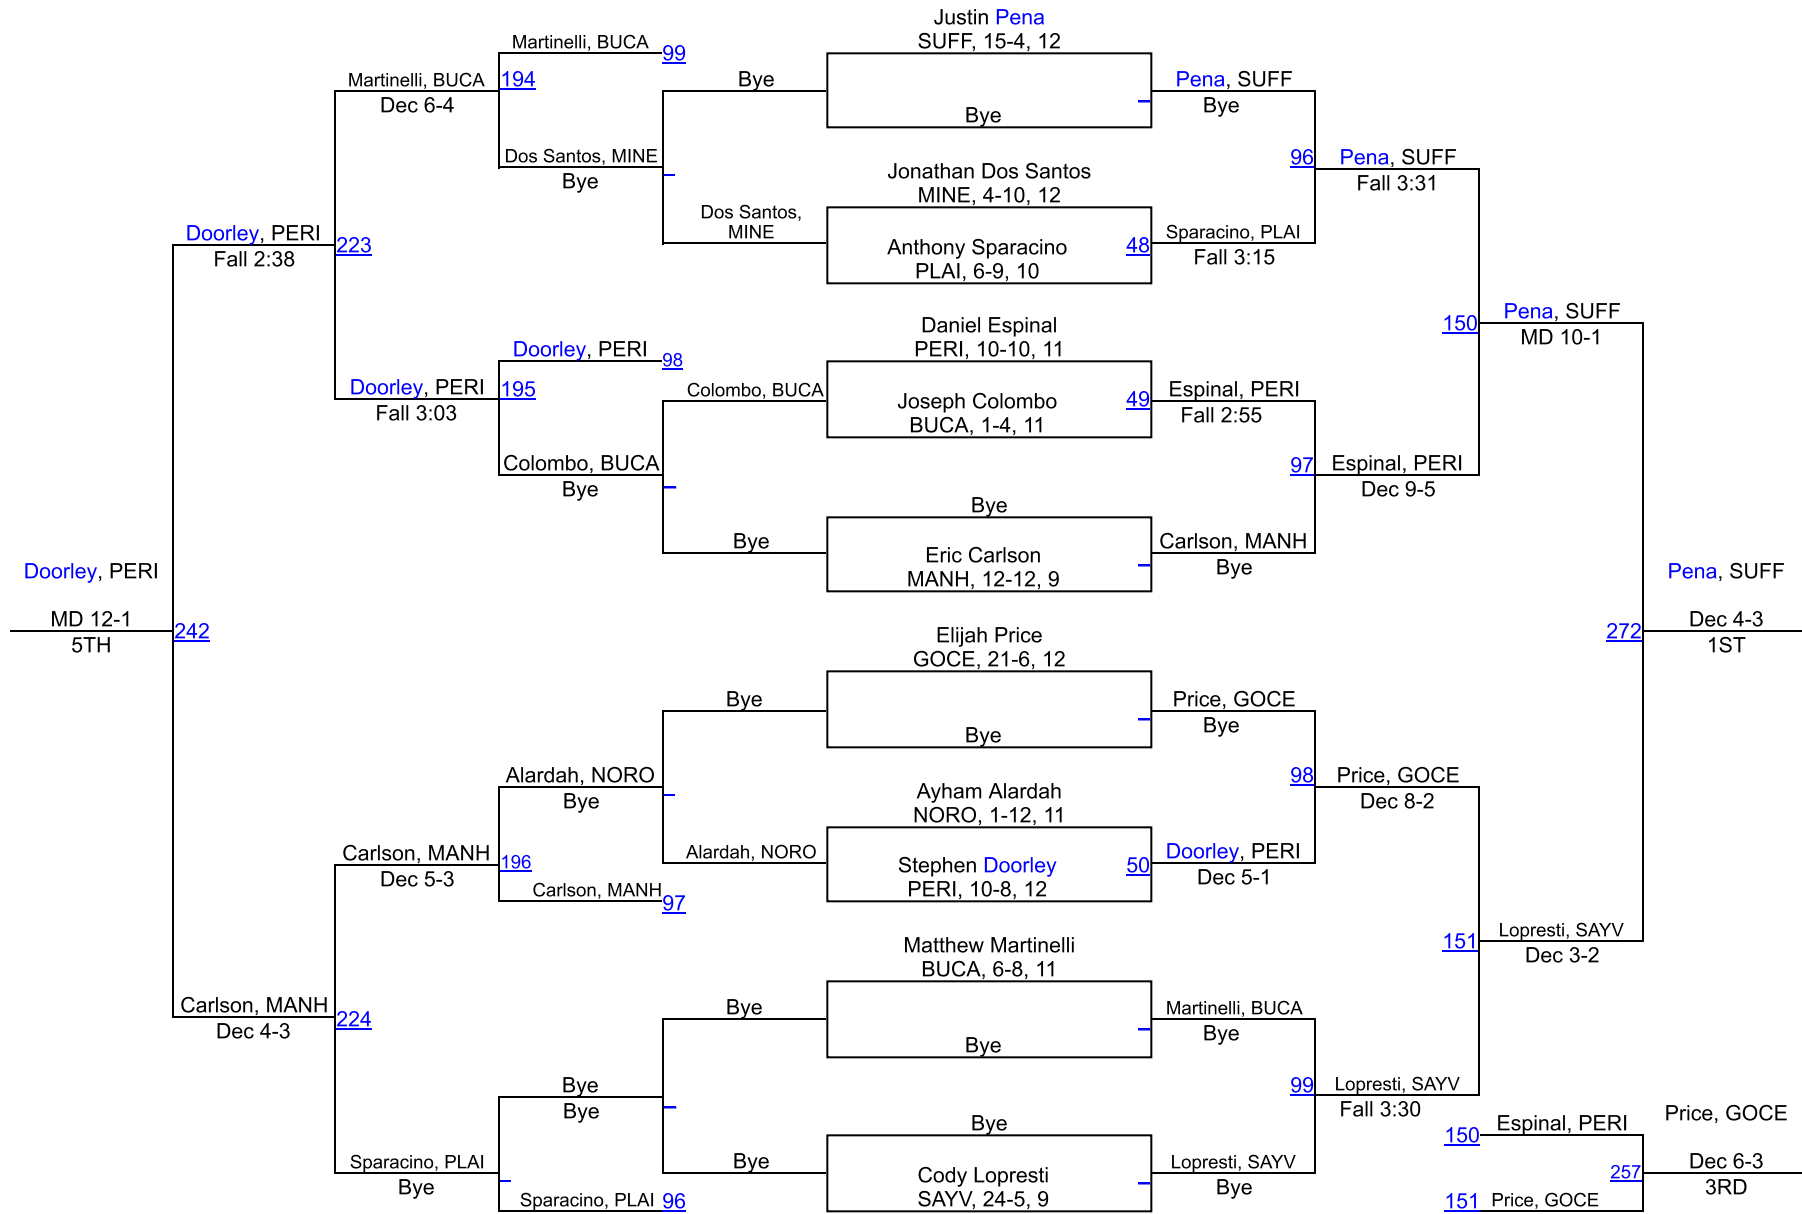 Justin Pena
SUFF, 15-4, 12
Martinelli, BUCA
99
Martinelli, BUCA
194
Bye
Pena, SUFF
Dec 6-4
Bye
Bye
Dos Santos, MINE
96
Pena, SUFF
Bye
Jonathan Dos Santos
Fall 3:31
MINE, 4-10, 12
Dos Santos,
MINE
Doorley, PERI
223
Anthony Sparacino
48
Sparacino, PLAI
Fall 2:38
PLAI, 6-9, 10
Fall 3:15
Daniel Espinal
150
Pena, SUFF
Doorley, PERI
98
PERI, 10-10, 11
MD 10-1
Doorley, PERI
195
Colombo, BUCA
Joseph Colombo
49
Espinal, PERI
Fall 3:03
BUCA, 1-4, 11
Fall 2:55
Colombo, BUCA
97
Espinal, PERI
Bye
Dec 9-5
Bye
Bye
Eric Carlson
Carlson, MANH
MANH, 12-12, 9
Bye
Doorley, PERI
Pena, SUFF
MD 12-1
242
272
Dec 4-3
5TH
1ST
Elijah Price
GOCE, 21-6, 12
Bye
Price, GOCE
Bye
Bye
Alardah, NORO
98
Price, GOCE
Bye
Ayham Alardah
Dec 8-2
NORO, 1-12, 11
Carlson, MANH
196
Alardah, NORO
Stephen Doorley
50
Doorley, PERI
Dec 5-3
PERI, 10-8, 12
Dec 5-1
Carlson, MANH
97
Matthew Martinelli
151
Lopresti, SAYV
BUCA, 6-8, 11
Dec 3-2
Carlson, MANH
224
Bye
Martinelli, BUCA
Dec 4-3
Bye
Bye
Bye
99
Lopresti, SAYV
Bye
Fall 3:30
Bye
150
Espinal, PERI
Price, GOCE
Sparacino, PLAI
Bye
Cody Lopresti
Lopresti, SAYV
257
Dec 6-3
Bye
SAYV, 24-5, 9
Bye
3RD
Sparacino, PLAI
96
151
Price, GOCE